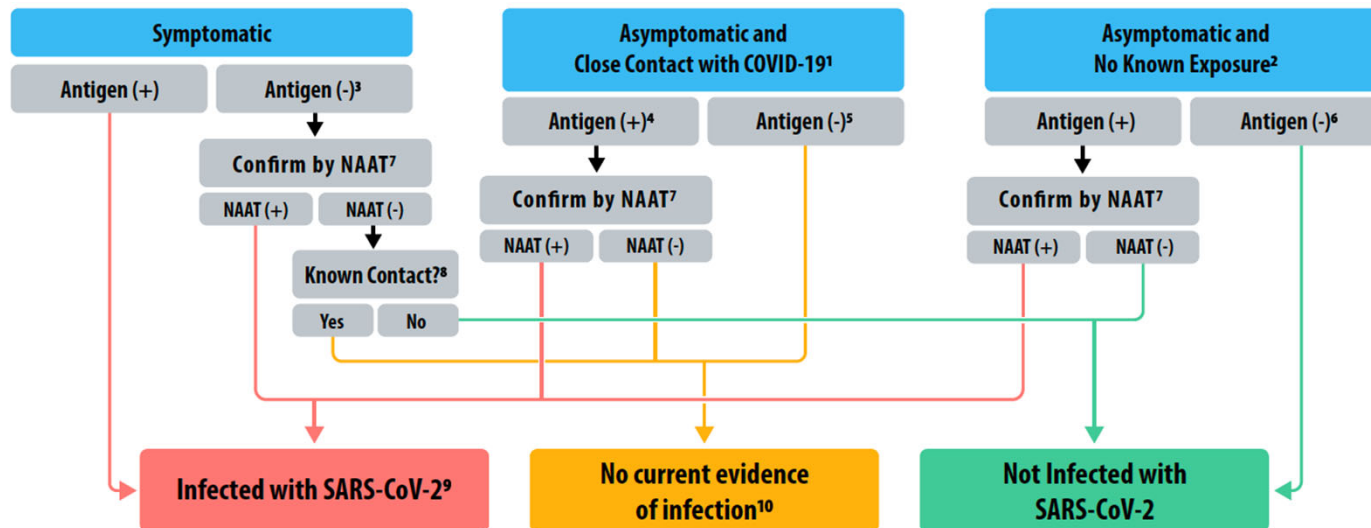 Symptomatic
Antigen (+)
Antigen (-)³
Confirm by NAAT⁷
NAAT (+)
NAAT (-)
Known Contact?⁸
Yes
No
Asymptomatic and
Close Contact with COVID-19¹
Antigen (+)⁴
Antigen (-)⁵
Confirm by NAAT⁷
NAAT (+)
NAAT (-)
Asymptomatic and
No Known Exposure²
Antigen (+)
Antigen (-)⁶
Confirm by NAAT⁷
NAAT (+)
NAAT (-)
Infected with SARS-CoV-2⁹
No current evidence
of infection¹⁰
Not Infected with
SARS-CoV-2